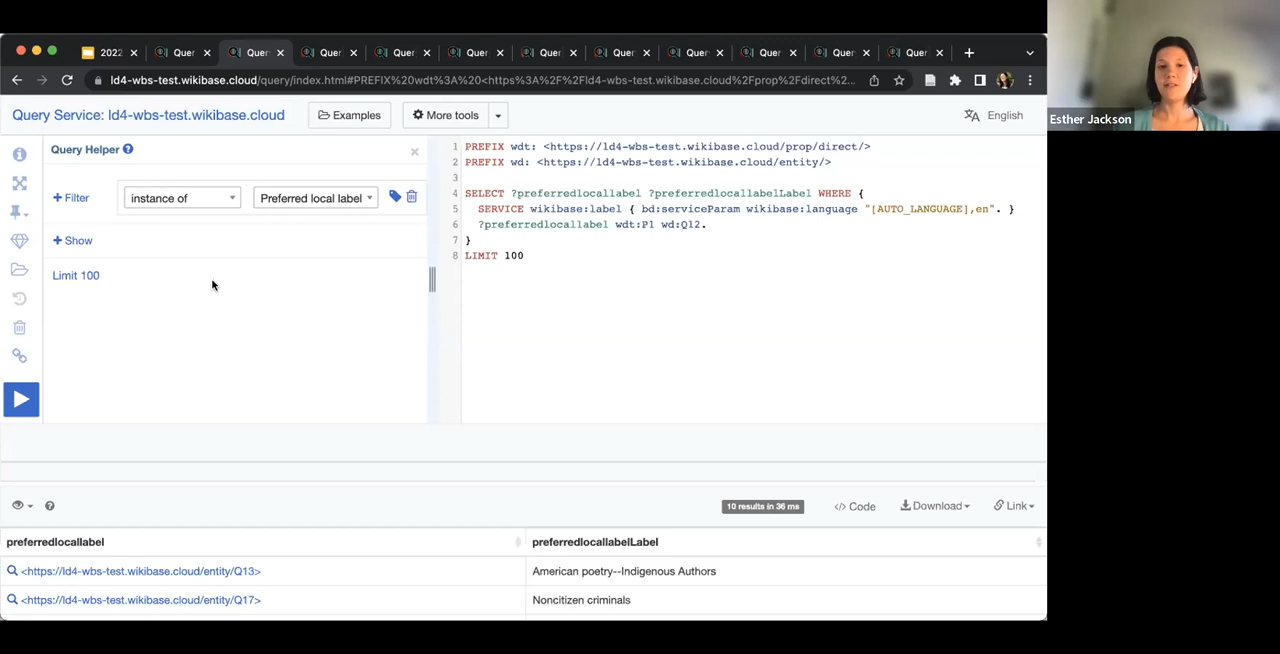 2022
Quer
Quer
Quer
Quer
Quer
Quer
Quer
Quer
Quer
Quer
Quer
ld4-wbs-test.wikibase.cloud/query/index.html#PREFIX%20wdt%3A%20<https%3A%2F%2Fld4-wbs-test.wikibase.cloud%2Fprop%2Fdirect%2...
Esther Jackson
Query Service: ld4-wbs-test.wikibase.cloud
Examples
More tools
English
Query Helper
Filter
instance of
Preferred local label
Show
Limit 100
1 PREFIX wdt: <https://ld4-wbs-test.wikibase.cloud/prop/direct/>
2 PREFIX wd: <https://ld4-wbs-test.wikibase.cloud/entity/>
3
4 SELECT ?preferredlocallabel ?preferredlocallabelLabel WHERE {
5 SERVICE wikibase:label { bd:serviceParam wikibase:language "[AUTO_LANGUAGE],en". }
6 ?preferredlocallabel wdt:P1 wd:Q12.
7 }
8 LIMIT 100
10 results in 36 ms
</> Code
Download
Link
preferredlocallabel
preferredlocallabelLabel
<https://ld4-wbs-test.wikibase.cloud/entity/Q13>
American poetry--Indigenous Authors
<https://ld4-wbs-test.wikibase.cloud/entity/Q17>
Noncitizen criminals